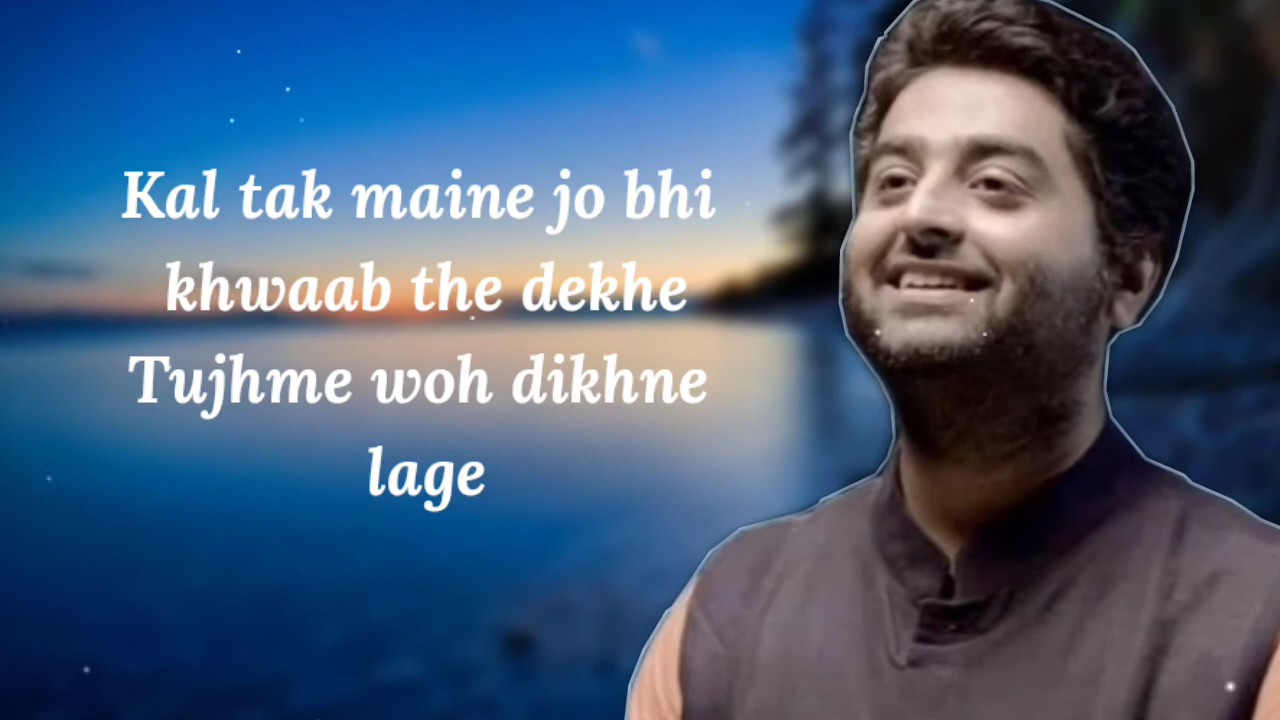 Kal tak maine jo bhi
khwaab the dekhe
Tujhme woh dikhne
lage